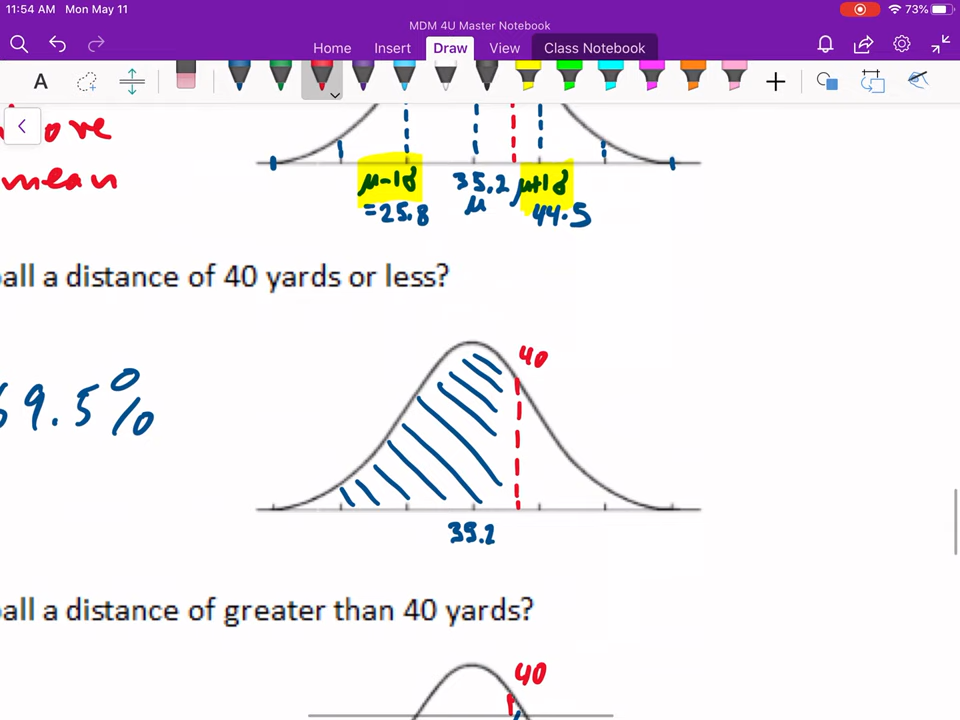 11:54 AM Mon May 11
73%
MDM 4U Master Notebook
Home Insert Draw View Class Notebook
A
ove
mean
μ-1σ 35.2 μ+1σ
=25.8 μ 44.5
all a distance of 40 yards or less?
40
69.5%
35.2
all a distance of greater than 40 yards?
40